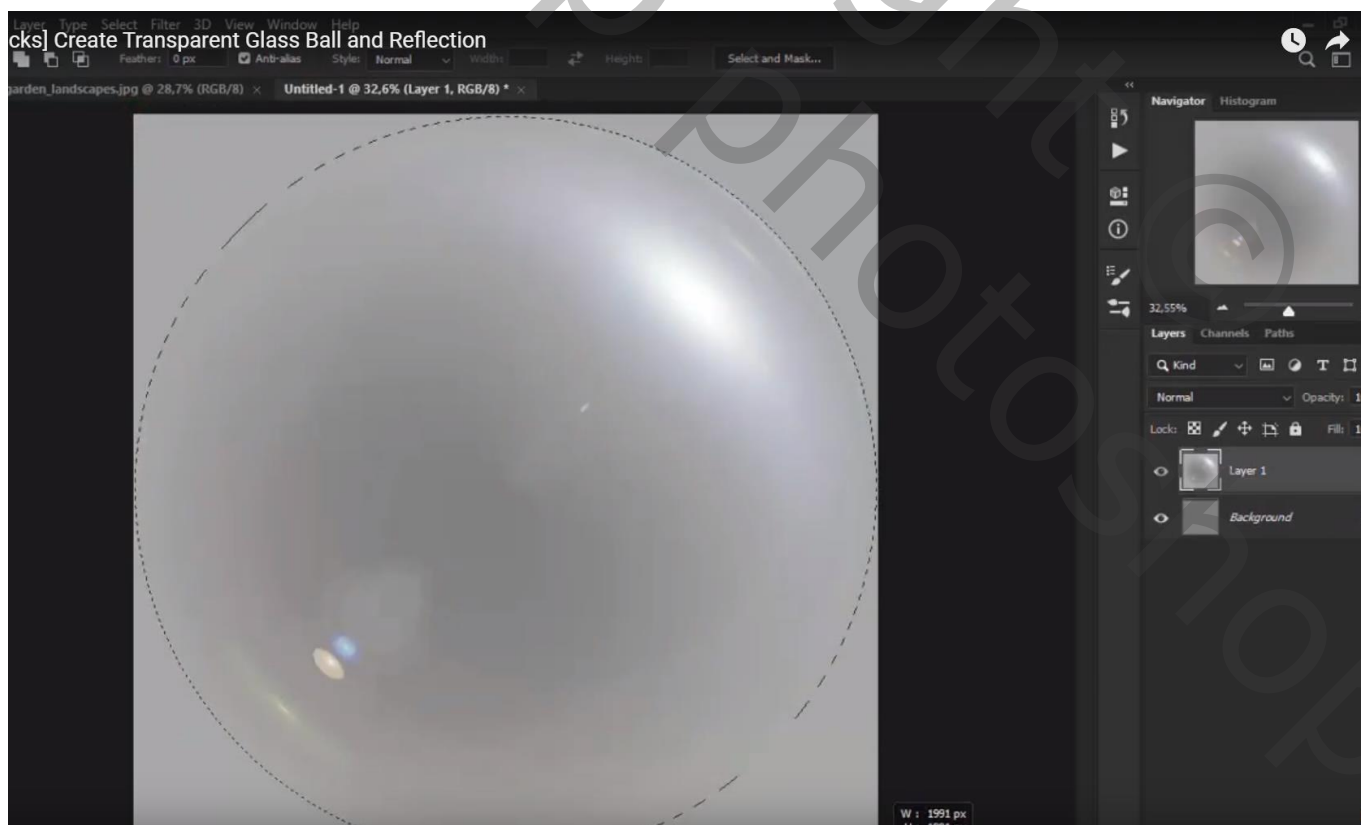 Layer Type Select Filter 3D View Window Help
cks] Create Transparent Glass Ball and Reflection
Feather: 0 px Anti-alias Style: Normal Width: Height: Select and Mask...
garden_landscapes.jpg @ 28,7% (RGB/8) × Untitled-1 @ 32,6% (Layer 1, RGB/8) * ×
Navigator Histogram
32,55%
Layers Channels Paths
Kind
Normal Opacity: 1
Lock: Fill: 1
Layer 1
Background
W : 1991 px
photoshop
©